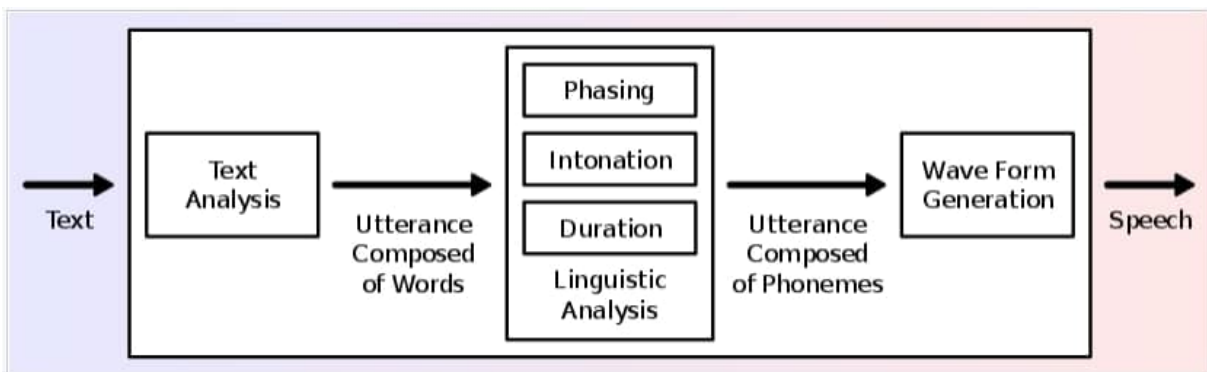 Text
Text
Analysis
Utterance
Composed
of Words
Phasing
Intonation
Duration
Linguistic
Analysis
Utterance
Composed
of Phonemes
Wave Form
Generation
Speech